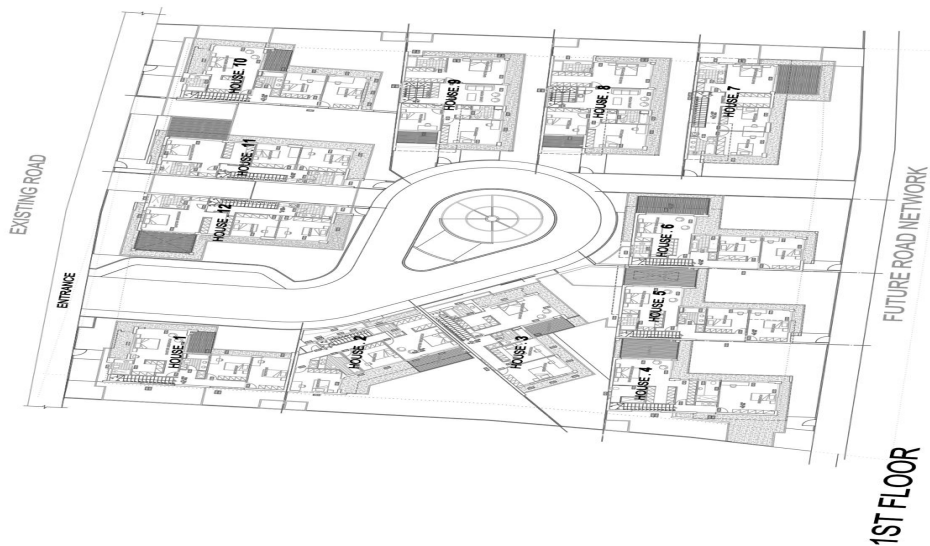 EXISTING ROAD
ENTRANCE
HOUSE. 10
HOUSE. 11
HOUSE. 12
HOUSE . 1
HOUSE . 2
HOUSE . 3
HOUSE. 9
HOUSE . 8
HOUSE. 7
HOUSE . 6
HOUSE. 5
HOUSE . 4
FUTURE ROAD NETWORK
1ST FLOOR